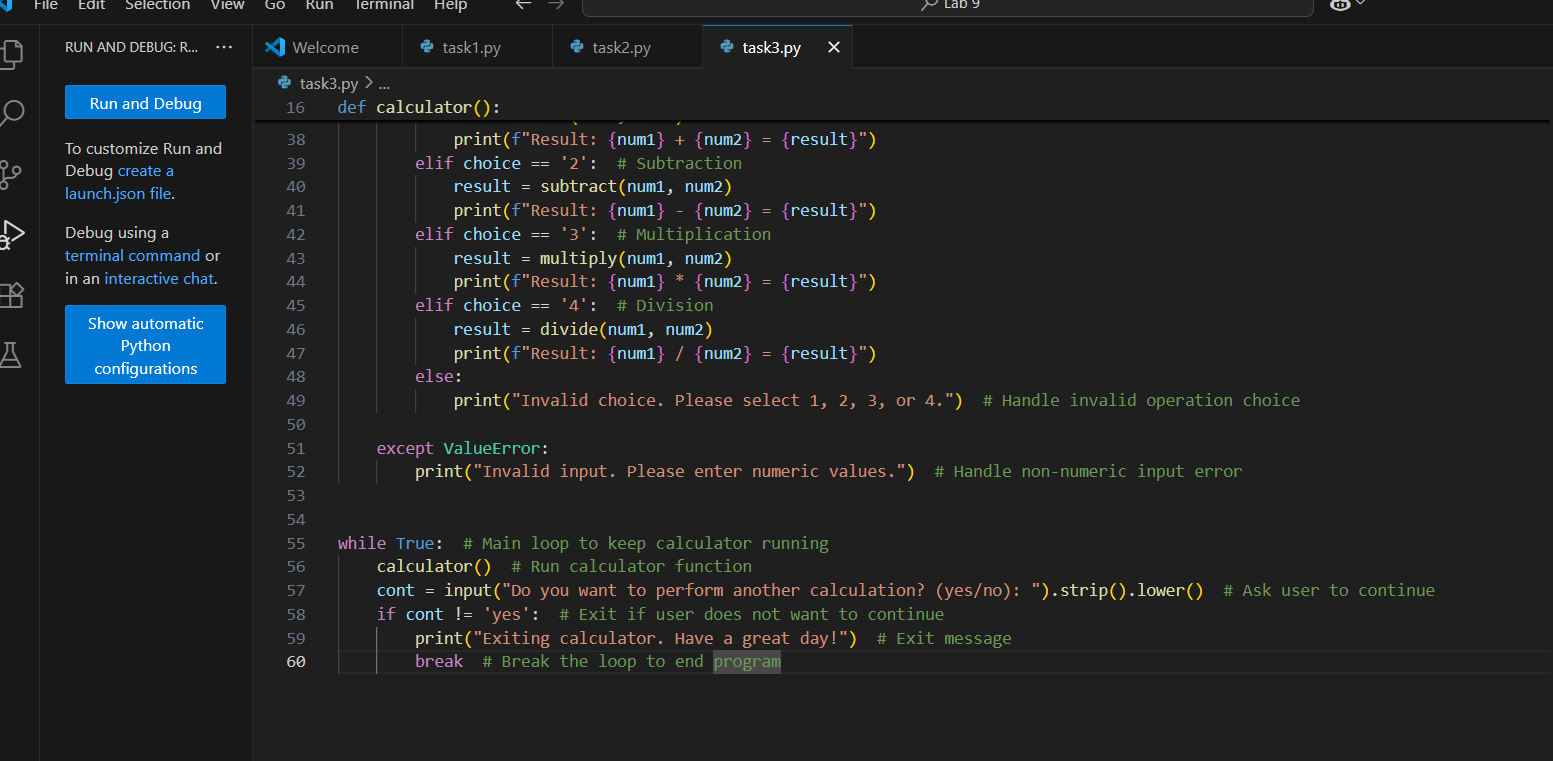 File Edit Selection View Go Run Terminal Help
Lab 9
RUN AND DEBUG: R... ...
Welcome
task1.py
task2.py
task3.py
task3.py > ...
Run and Debug
To customize Run and
Debug create a
launch.json file.
Debug using a
terminal command or
in an interactive chat.
Show automatic
Python
configurations
16 def calculator():
38 print(f"Result: {num1} + {num2} = {result}")
39 elif choice == '2':  # Subtraction
40 result = subtract(num1, num2)
41 print(f"Result: {num1} - {num2} = {result}")
42 elif choice == '3':  # Multiplication
43 result = multiply(num1, num2)
44 print(f"Result: {num1} * {num2} = {result}")
45 elif choice == '4':  # Division
46 result = divide(num1, num2)
47 print(f"Result: {num1} / {num2} = {result}")
48 else:
49 print("Invalid choice. Please select 1, 2, 3, or 4.")  # Handle invalid operation choice
50
51 except ValueError:
52 print("Invalid input. Please enter numeric values.")  # Handle non-numeric input error
53
54
55 while True:  # Main loop to keep calculator running
56 calculator()  # Run calculator function
57 cont = input("Do you want to perform another calculation? (yes/no): ").strip().lower()  # Ask user to continue
58 if cont != 'yes':  # Exit if user does not want to continue
59 print("Exiting calculator. Have a great day!")  # Exit message
60 break  # Break the loop to end program